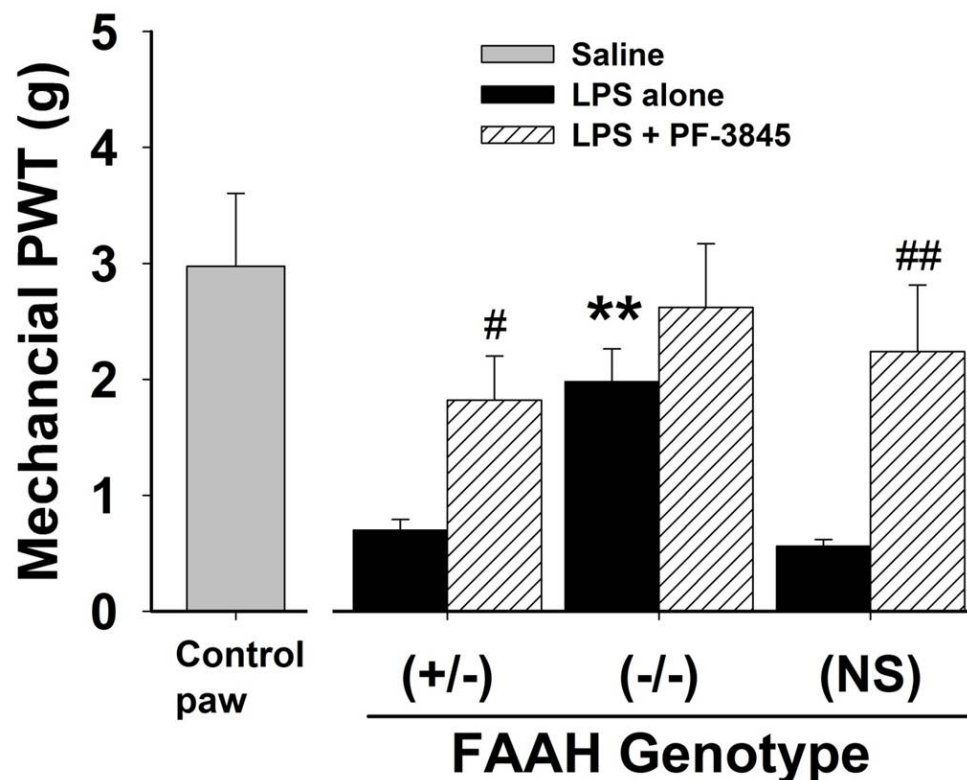 Mechancial PWT (g)
5
4
3
2
1
0
Saline
LPS alone
LPS + PF-3845
#
**
##
Control
paw
(+/-)
(-/-)
(NS)
FAAH Genotype